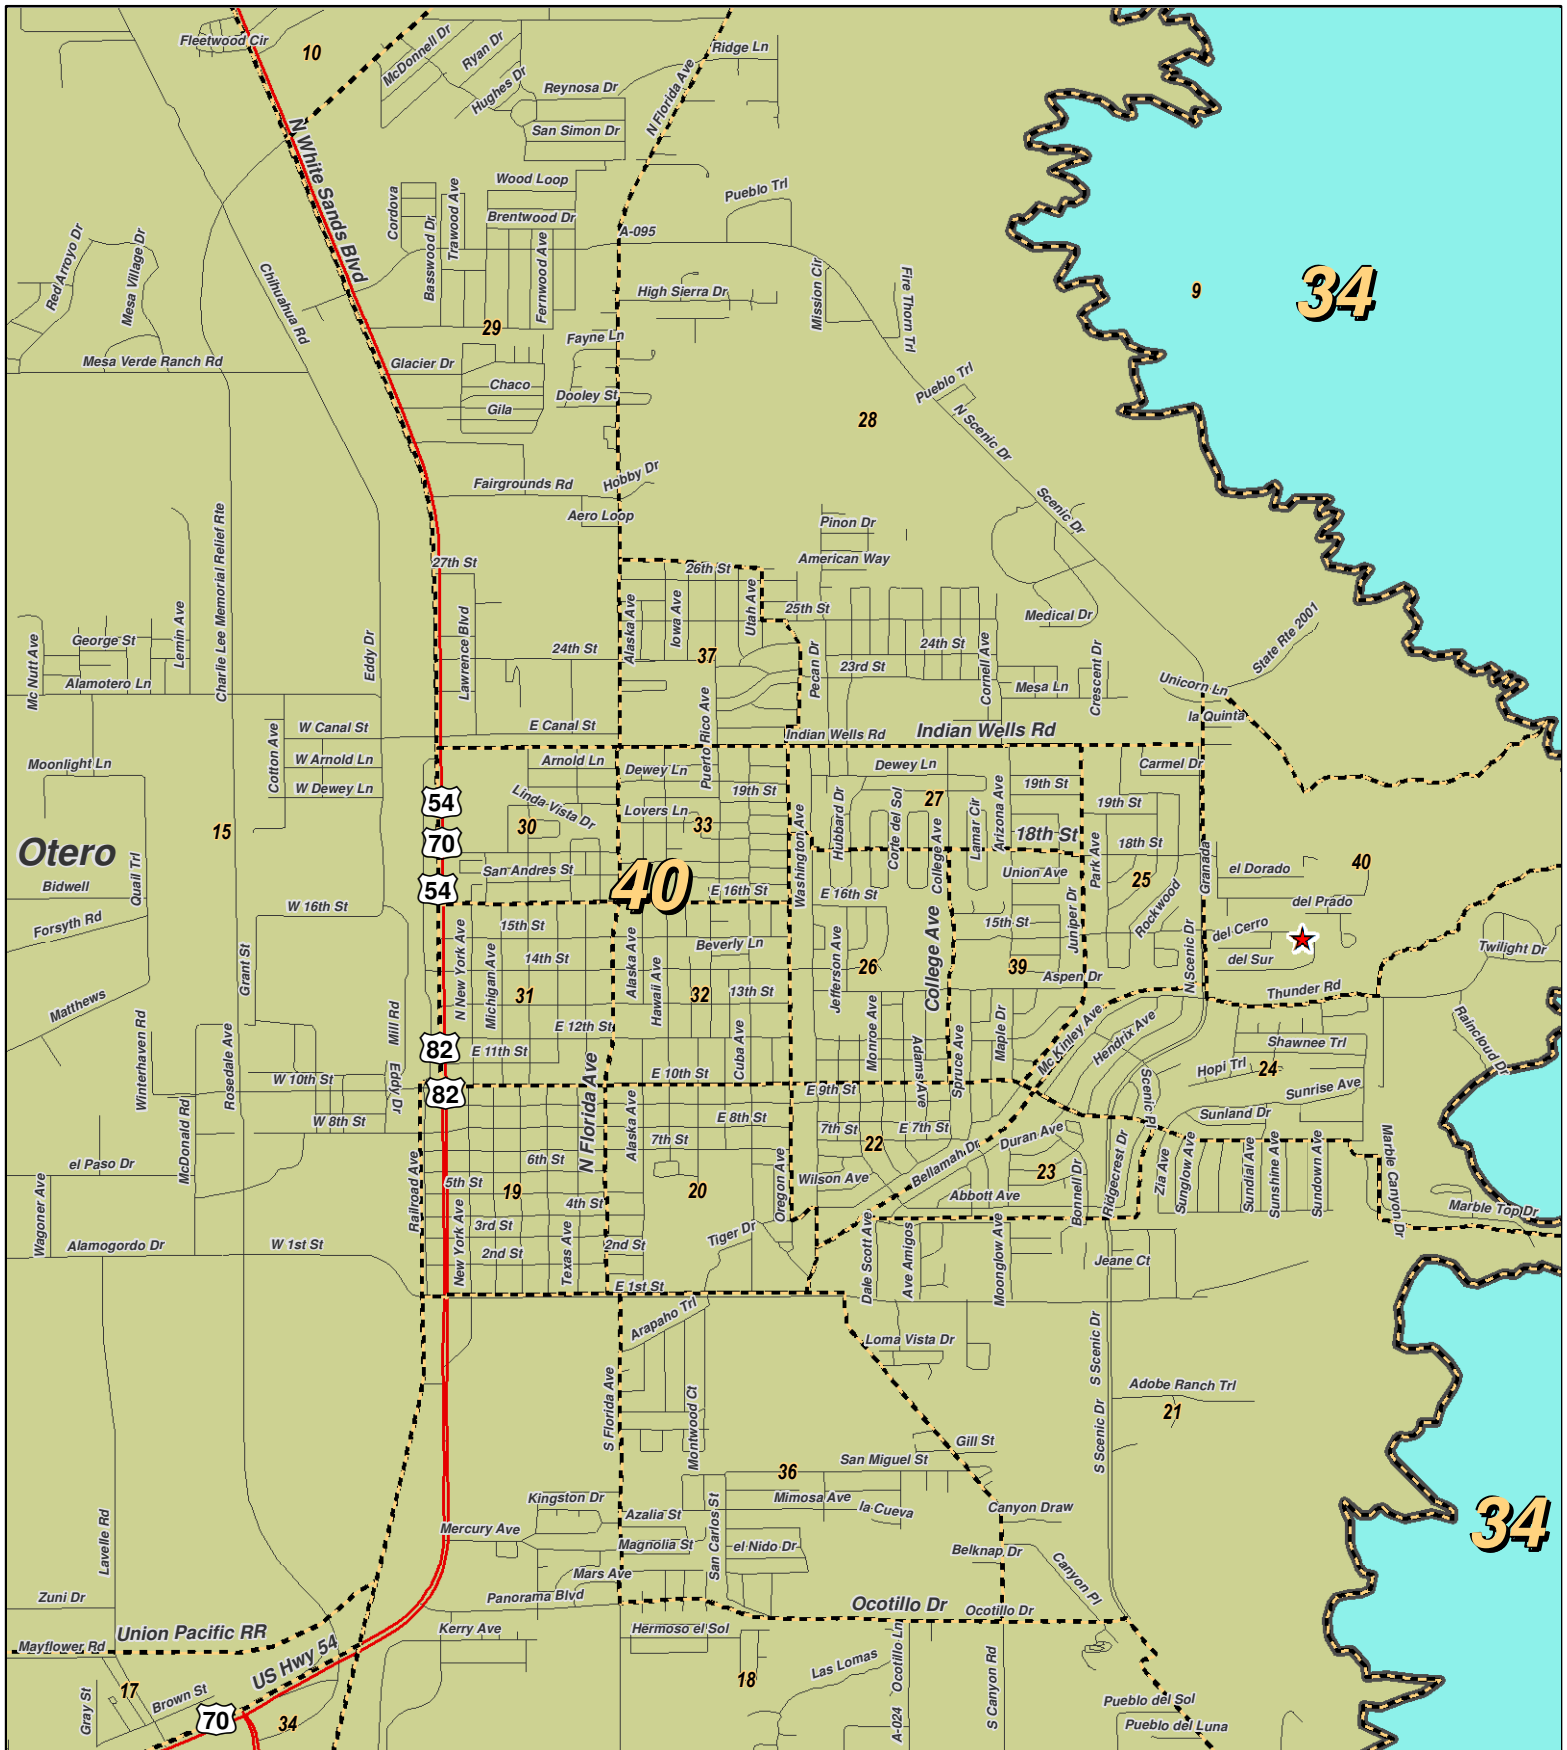 Fleetwood Cir
10
McDonnell Dr
Ryan Dr
Hughes Dr
Ridge Ln
N Florida Ave
Reynosa Dr
San Simon Dr
N White Sands Blvd
Wood Loop
Cordova
Trawood Ave
Basswood Dr
Brentwood Dr
Fernwood Ave
Pueblo Trl
A-095
Red Arroyo Dr
Mesa Village Dr
Chihuahua Rd
High Sierra Dr
Mission Cir
Fire Thorn Trl
9
34
29
Fayne Ln
Mesa Verde Ranch Rd
Glacier Dr
Chaco
Gila
Dooley St
Pueblo Trl
N Scenic Dr
28
Fairgrounds Rd
Hobby Dr
Aero Loop
Scenic Dr
Pinon Dr
American Way
27th St
26th St
Charlie Lee Memorial Relief Rte
Mc Nutt Ave
George St
Lemin Ave
Alamotero Ln
Eddy Dr
Lawrence Blvd
24th St
Alaska Ave
Iowa Ave
Utah Ave
25th St
37
Pecan Dr
23rd St
24th St
Cornell Ave
Medical Dr
Mesa Ln
Crescent Dr
State Rte 2001
Unicorn Ln
la Quinta
W Canal St
E Canal St
Puerto Rico Ave
Indian Wells Rd
Indian Wells Rd
Moonlight Ln
Cotton Ave
W Arnold Ln
W Dewey Ln
Arnold Ln
Dewey Ln
Dewey Ln
Carmel Dr
19th St
19th St
19th St
54
Linda Vista Dr
Lovers Ln
30
33
27
Washington Ave
Hubbard Dr
Corte del Sol
College Ave
Lamar Cir
Arizona Ave
18th St
18th St
15
70
Otero
Bidwell
Quail Trl
54
San Andres St
40
E 16th St
E 16th St
Union Ave
Park Ave
25
Granada
el Dorado
40
Forsyth Rd
W 16th St
15th St
Beverly Ln
15th St
Juniper Dr
Rockwood
del Prado
del Cerro
del Sur
Twilight Dr
Matthews
Grant St
N New York Ave
Michigan Ave
14th St
Alaska Ave
Hawaii Ave
Jefferson Ave
26
College Ave
39
Aspen Dr
N Scenic Dr
Thunder Rd
31
32
13th St
Winterhaven Rd
Rosedale Ave
Mill Rd
82
E 12th St
E 11th St
Cuba Ave
Monroe Ave
Adams Ave
Spruce Ave
Maple Dr
Mc Kinley Ave
Hendrix Ave
Shawnee Trl
Raincloud Dr
W 10th St
Eddy Dr
82
N Florida Ave
E 10th St
E 9th St
Hopi Trl
24
Sunrise Ave
McDonald Rd
W 8th St
Alaska Ave
E 8th St
7th St
E 7th St
Scenic Pl
Sunland Dr
7th St
22
Duran Ave
el Paso Dr
Railroad Ave
6th St
5th St
19
20
Oregon Ave
Wilson Ave
Bellamah Dr
23
Bonnell Dr
Ridgecrest Dr
Zia Ave
Sunglow Ave
Sundial Ave
Sunshine Ave
Sundown Ave
Marble Canyon Dr
Marble Top Dr
Wagoner Ave
4th St
Abbott Ave
Alamogordo Dr
W 1st St
New York Ave
3rd St
2nd St
Texas Ave
2nd St
Tiger Dr
Dale Scott Ave
Ave Amigos
Moonglow Ave
Jeane Ct
E 1st St
Arapaho Trl
Loma Vista Dr
S Scenic Dr
S Florida Ave
Montwood Ct
Adobe Ranch Trl
21
S Scenic Dr
Gill St
36
San Miguel St
Kingston Dr
Azalia St
San Carlos St
Mimosa Ave
la Cueva
Canyon Draw
34
Lavelle Rd
Mercury Ave
Magnolia St
el Nido Dr
Belknap Dr
Canyon Pl
Mars Ave
Zuni Dr
Panorama Blvd
Ocotillo Dr
Ocotillo Dr
Mayflower Rd
Union Pacific RR
Kerry Ave
Hermoso el Sol
US Hwy 54
17
Gray St
Brown St
70
34
18
Las Lomas
Ocotillo Ln
A-024
S Canyon Rd
Pueblo del Sol
Pueblo del Luna